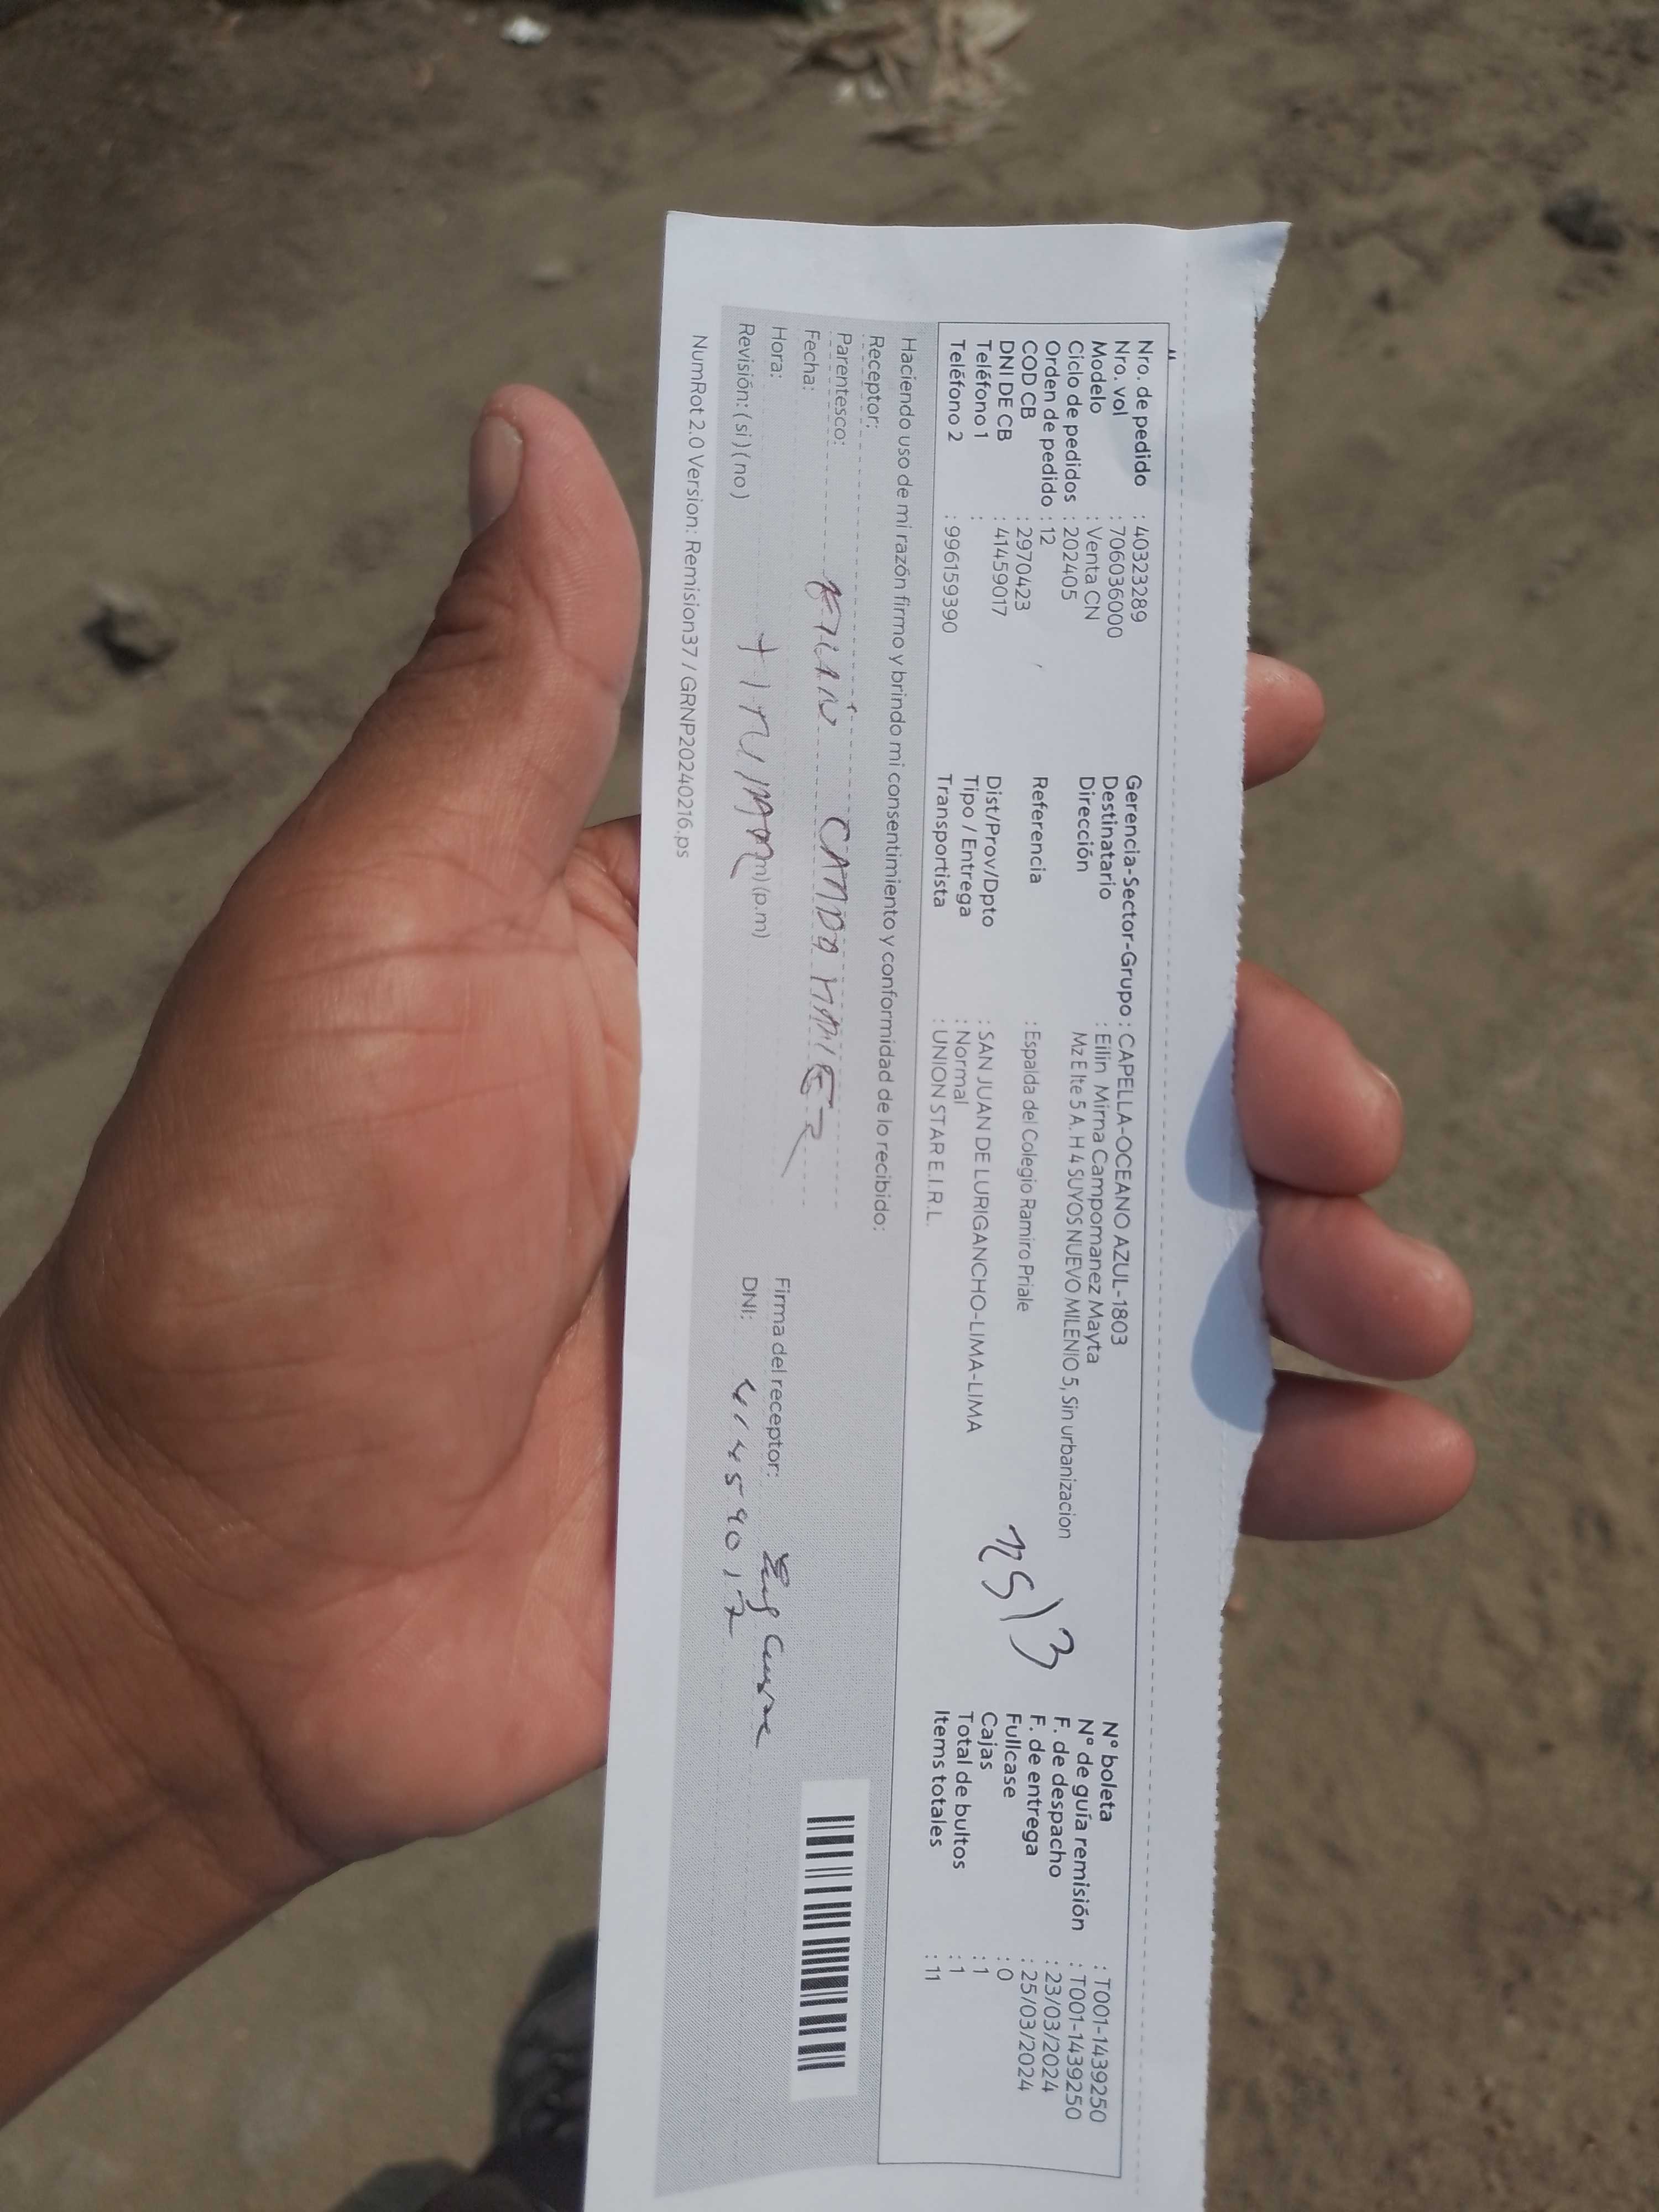 Nro. de pedido : 40323289
Nro. vol : 706036000
Modelo : Venta CN
Ciclo de pedidos : 202405
Orden de pedido : 12
COD CB : 2970423
DNI DE CB : 41459017
Teléfono 1 :
Teléfono 2 : 996159390
Gerencia-Sector-Grupo : CAPELLA-OCEANO AZUL-1803
Destinatario : Eilin Mirna Campomanez Mayta
Dirección Mz E lte 5 A. H 4 SUYOS NUEVO MILENIO 5, Sin urbanizacion
Referencia : Espalda del Colegio Ramiro Priale
Dist/Prov/Dpto : SAN JUAN DE LURIGANCHO-LIMA-LIMA
Tipo / Entrega : Normal
Transportista : UNION STAR E.I.R.L.
N° boleta : T001-1439250
N° de guía remisión : T001-1439250
F. de despacho : 23/03/2024
F. de entrega : 25/03/2024
Fullcase : 0
Cajas : 1
Total de bultos : 1
Items totales : 11
Haciendo uso de mi razón firmo y brindo mi consentimiento y conformidad de lo recibido:
Receptor:
Parentesco:
Fecha:
Hora: m) (p.m)
Revisión: ( si ) ( no )
Firma del receptor:
DNI: 41459017
NumRot 2.0 Version: Remision37 / GRNP20240216.ps